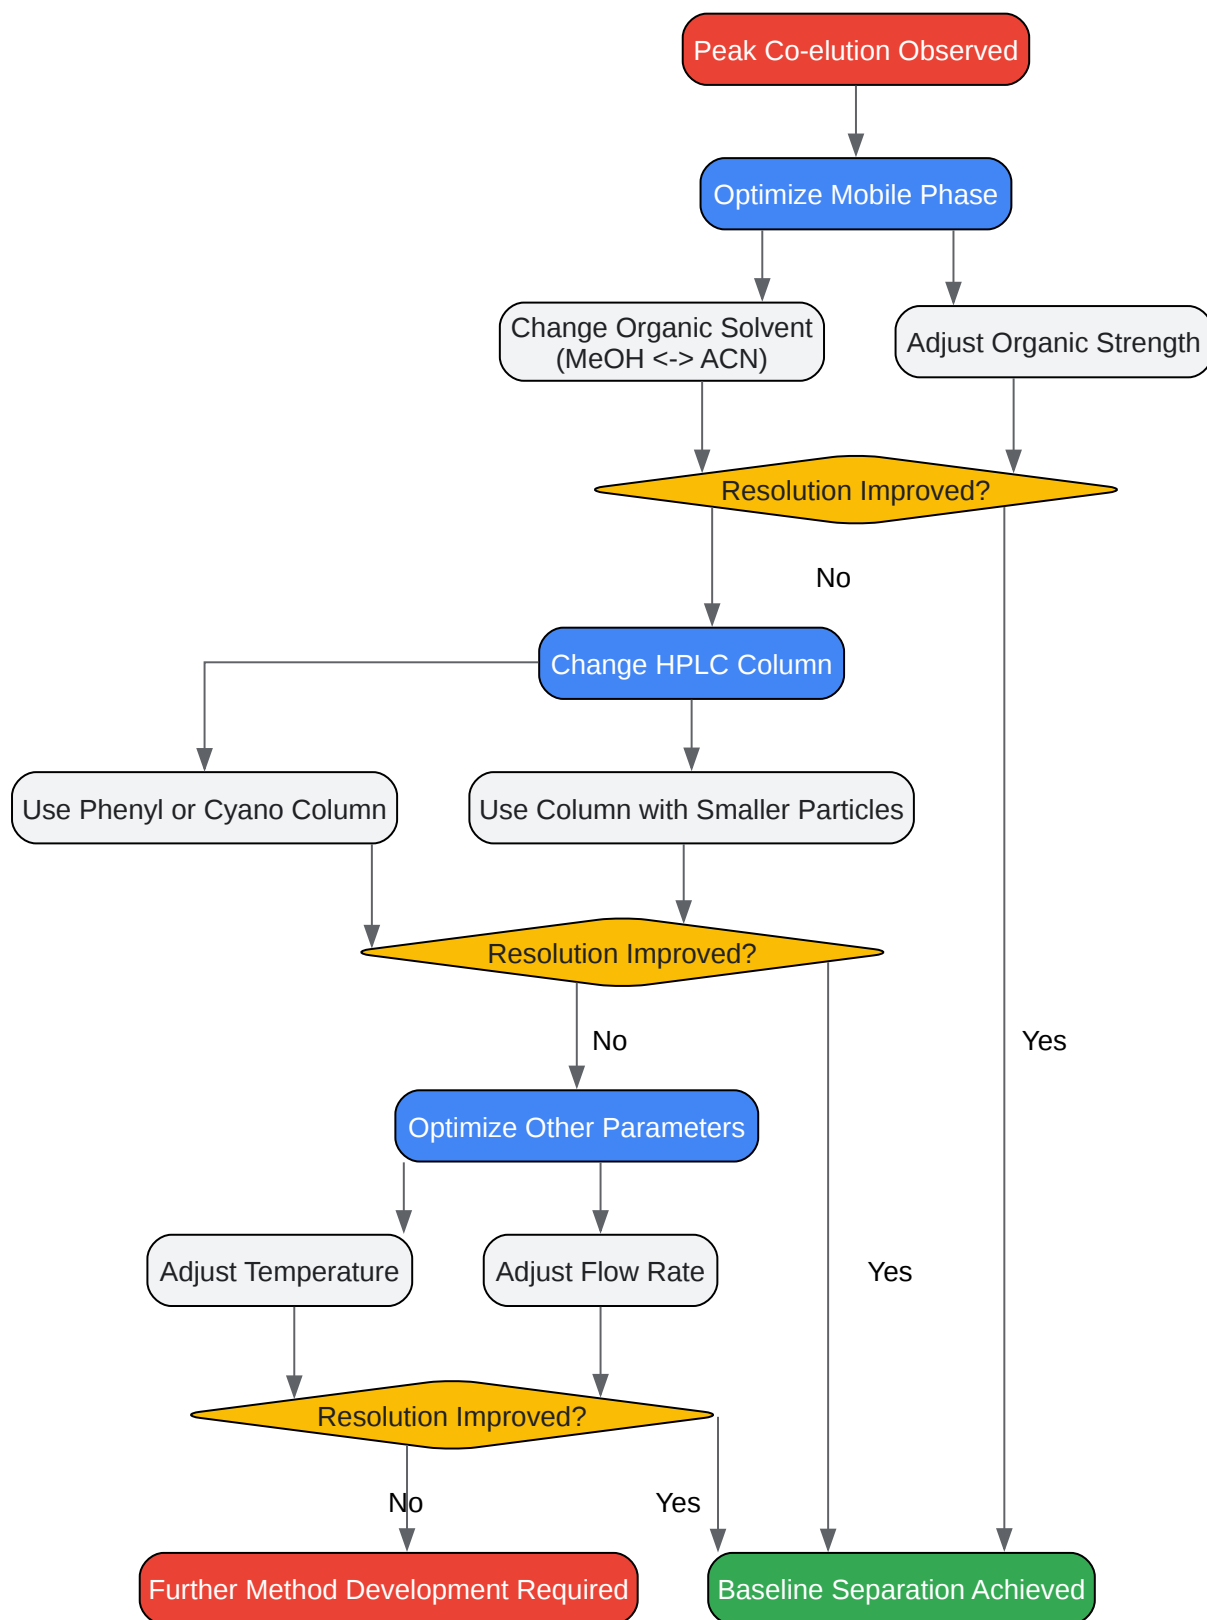 Peak Co-elution Observed
Optimize Mobile Phase
Change Organic Solvent
(MeOH <-> ACN)
Adjust Organic Strength
Resolution Improved?
No
Change HPLC Column
Use Phenyl or Cyano Column
Use Column with Smaller Particles
Resolution Improved?
No
Yes
Optimize Other Parameters
Adjust Temperature
Adjust Flow Rate
Yes
Resolution Improved?
No
Yes
Further Method Development Required
Baseline Separation Achieved